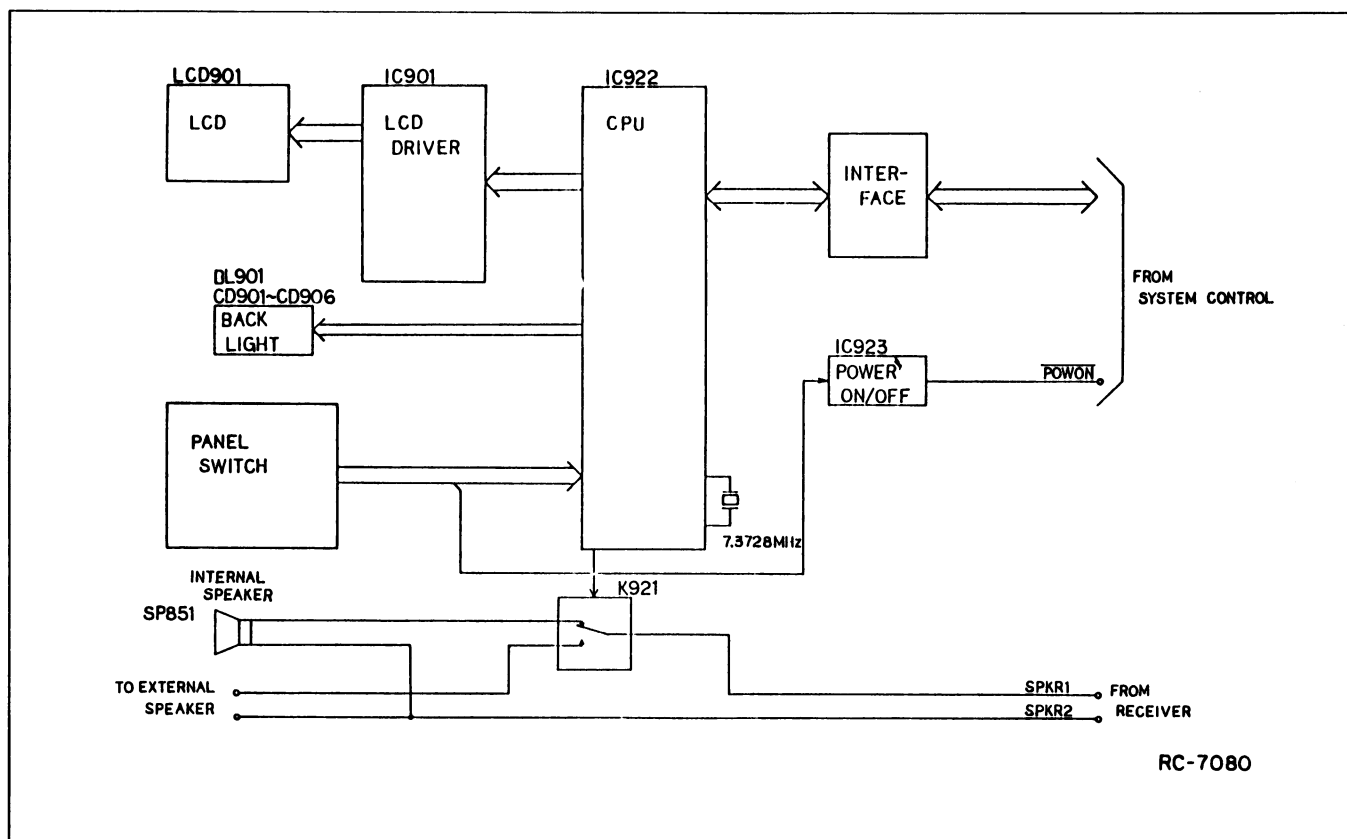 LCD901
LCD
IC901
LCD
DRIVER
IC922
CPU
INTER-
FACE
FROM
SYSTEM CONTROL
BL901
CD901~CD906
BACK
LIGHT
IC923
POWER
ON/OFF
POWON
PANEL
SWITCH
7.3728MHz
INTERNAL
SPEAKER
SP851
K921
TO EXTERNAL
SPEAKER
SPKR1
SPKR2
FROM
RECEIVER
RC-7080